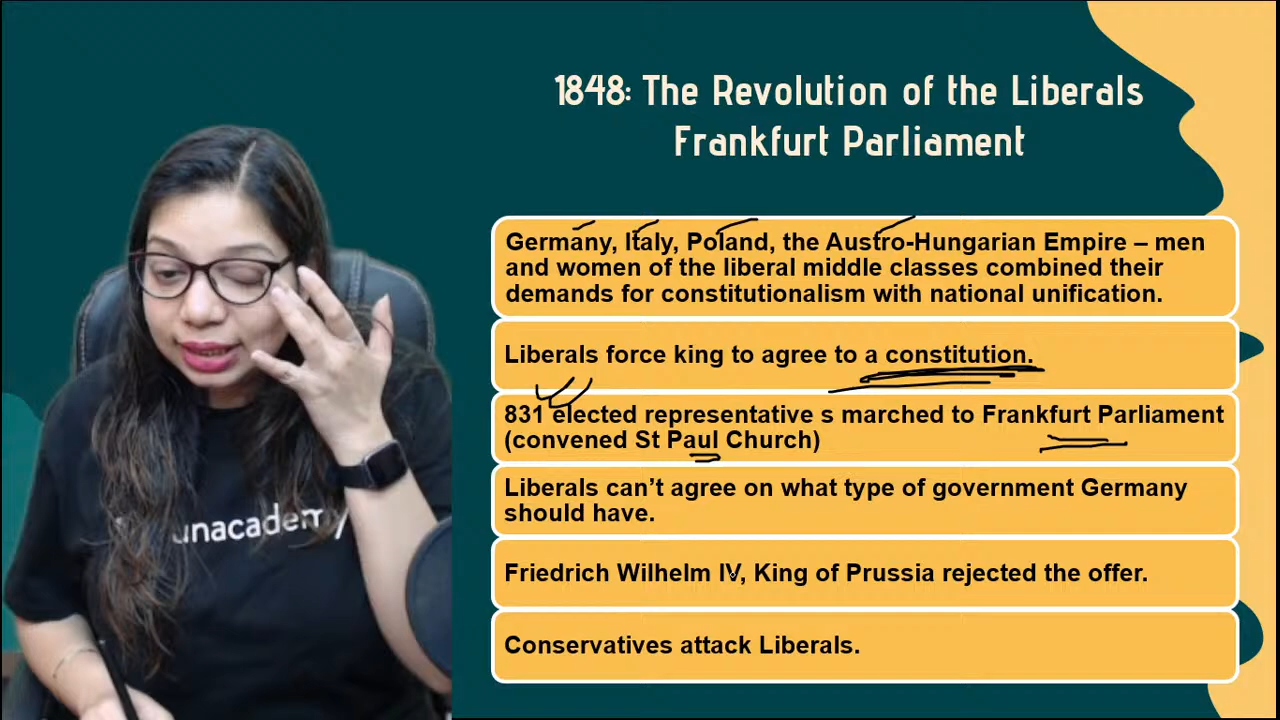 1848: The Revolution of the Liberals
Frankfurt Parliament
Germany, Italy, Poland, the Austro-Hungarian Empire – men
and women of the liberal middle classes combined their
demands for constitutionalism with national unification.
Liberals force king to agree to a constitution.
831 elected representative s marched to Frankfurt Parliament
(convened St Paul Church)
Liberals can’t agree on what type of government Germany
should have.
Friedrich Wilhelm IV, King of Prussia rejected the offer.
Conservatives attack Liberals.
unacademy